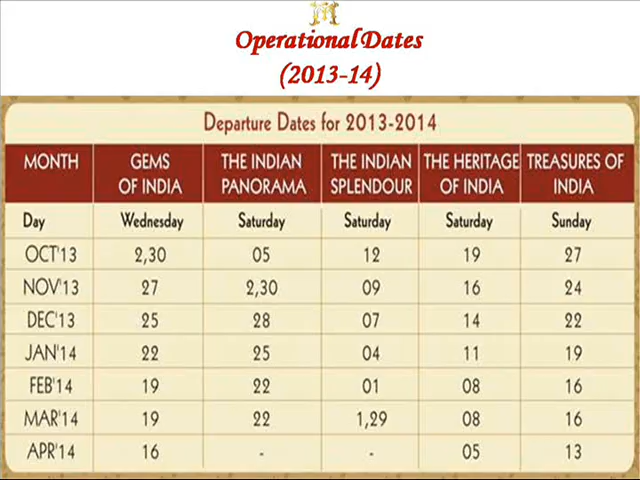 Operational Dates
(2013-14)
Departure Dates for 2013-2014
MONTH GEMS OF INDIA THE INDIAN PANORAMA THE INDIAN SPLENDOUR THE HERITAGE OF INDIA TREASURES OF INDIA
Day Wednesday Saturday Saturday Saturday Sunday
OCT'13 2,30 05 12 19 27
NOV'13 27 2,30 09 16 24
DEC'13 25 28 07 14 22
JAN'14 22 25 04 11 19
FEB'14 19 22 01 08 16
MAR'14 19 22 1,29 08 16
APR'14 16 - - 05 13